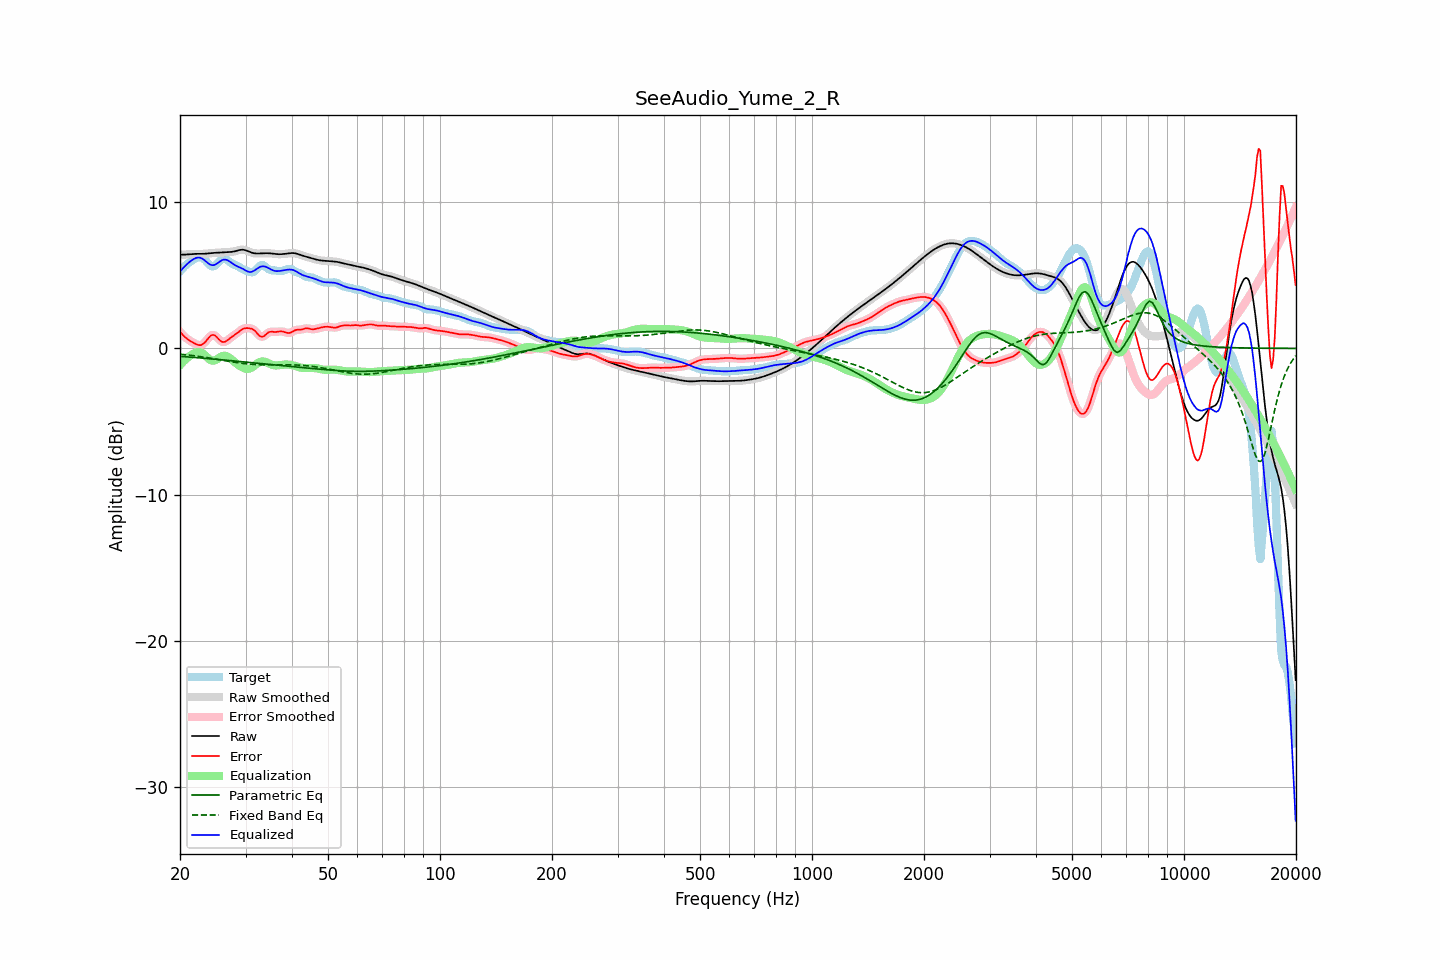 SeeAudio_Yume_2_R
Amplitude (dBr)
10
0
−10
−20
−30
Target
Raw Smoothed
Error Smoothed
Raw
Error
Equalization
Parametric Eq
Fixed Band Eq
Equalized
20 50 100 200 500 1000 2000 5000 10000 20000
Frequency (Hz)